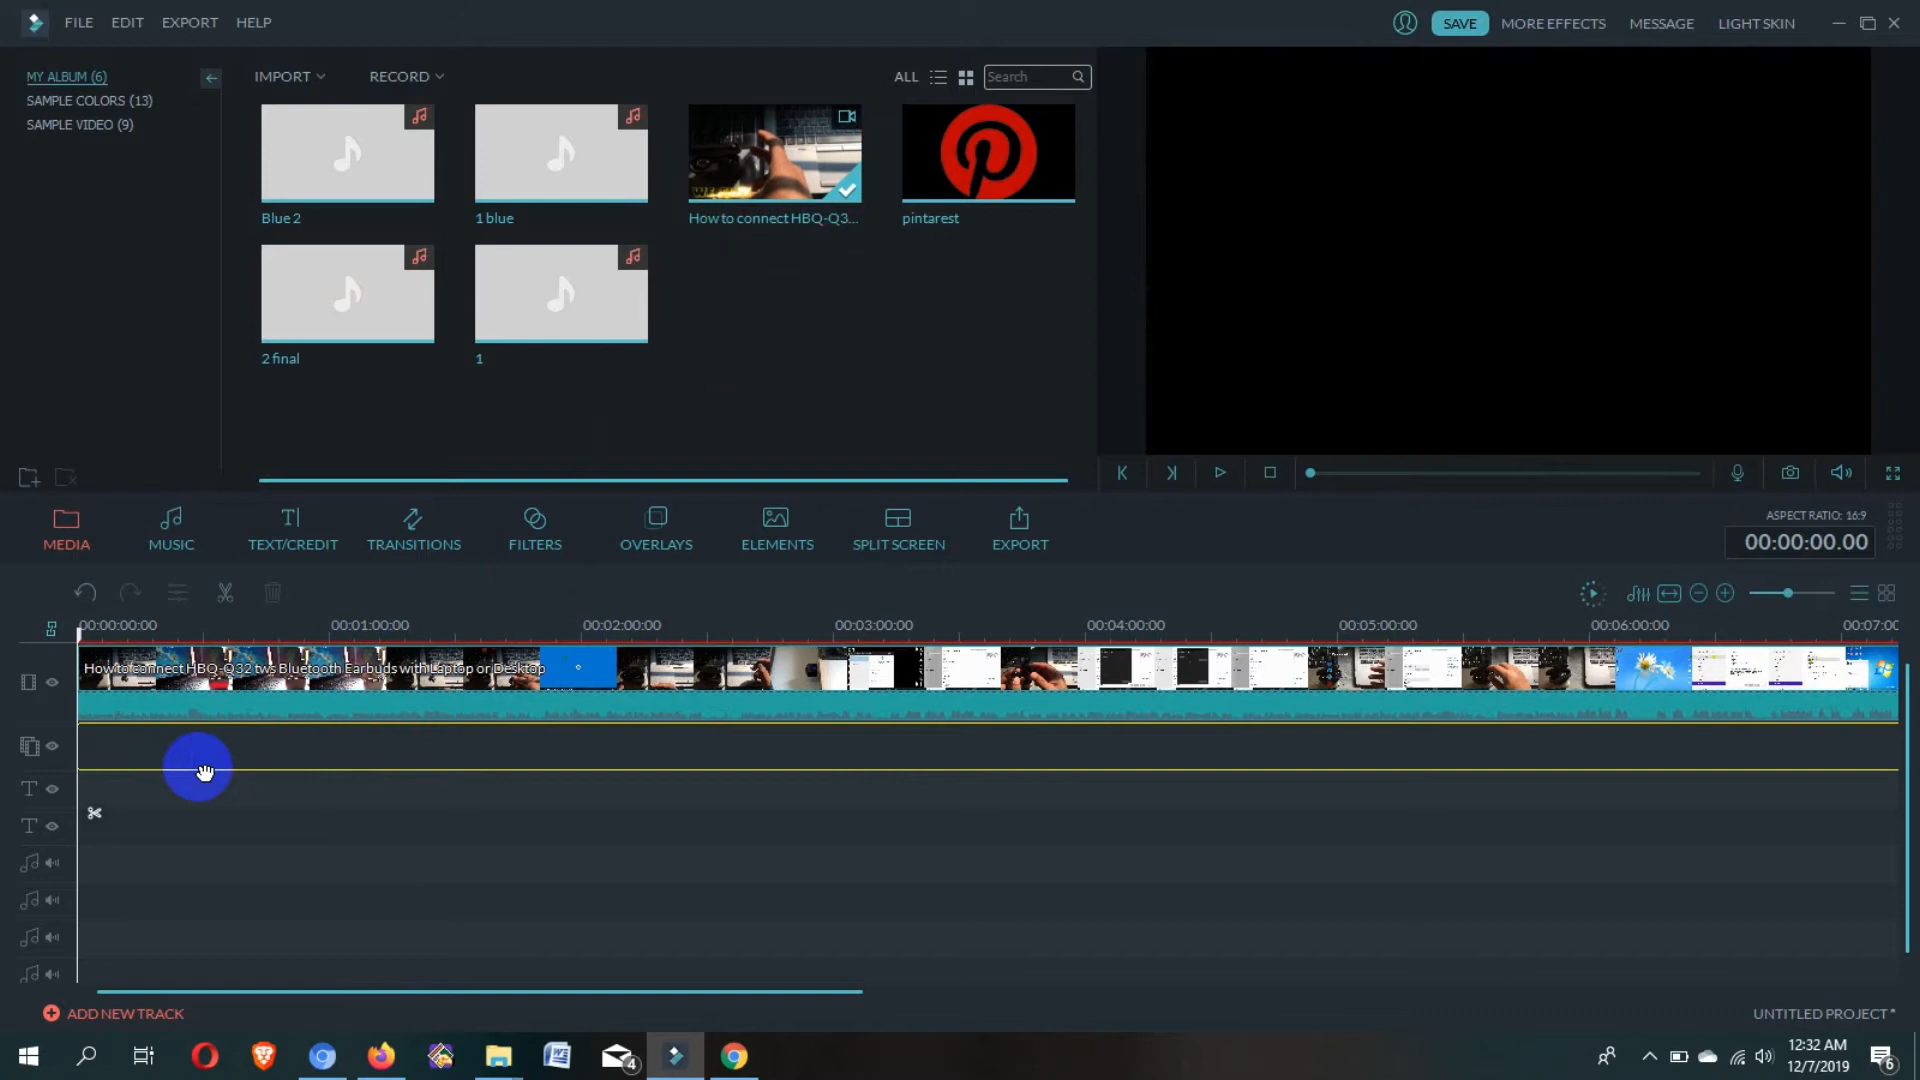 FILE EDIT EXPORT HELP
SAVE MORE EFFECTS MESSAGE LIGHT SKIN
MY ALBUM (6)
SAMPLE COLORS (13)
SAMPLE VIDEO (9)
IMPORT RECORD ALL Search
Blue 2 1 blue How to connect HBQ-Q3... pintarest
2 final 1
MEDIA MUSIC TEXT/CREDIT TRANSITIONS FILTERS OVERLAYS ELEMENTS SPLIT SCREEN EXPORT
ASPECT RATIO: 16:9
00:00:00.00
00:00:00:00 00:01:00:00 00:02:00:00 00:03:00:00 00:04:00:00 00:05:00:00 00:06:00:00 00:07:00
How to connect HBQ-Q32 tws Bluetooth Earbuds with Laptop or Desktop
ADD NEW TRACK
UNTITLED PROJECT *
4
12:32 AM
12/7/2019
6